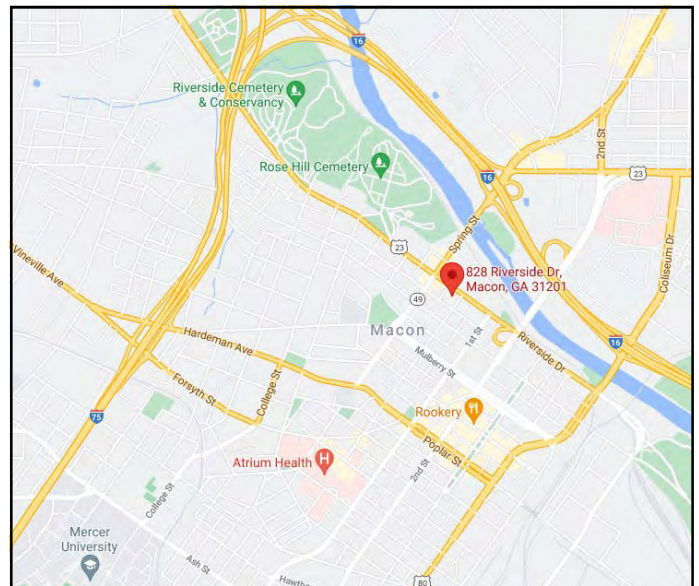 16
Riverside Cemetery
& Conservancy
2nd St
16
23
Rose Hill Cemetery
Spring St
23
Coliseum Dr
828 Riverside Dr,
Macon, GA 31201
Vineville Ave
49
Macon
1st St
Hardeman Ave
Riverside Dr
16
Mulberry St
Forsyth St
College St
75
Rookery
Poplar St
Atrium Health
H
2nd St
College St
Mercer
University
Ash St
80